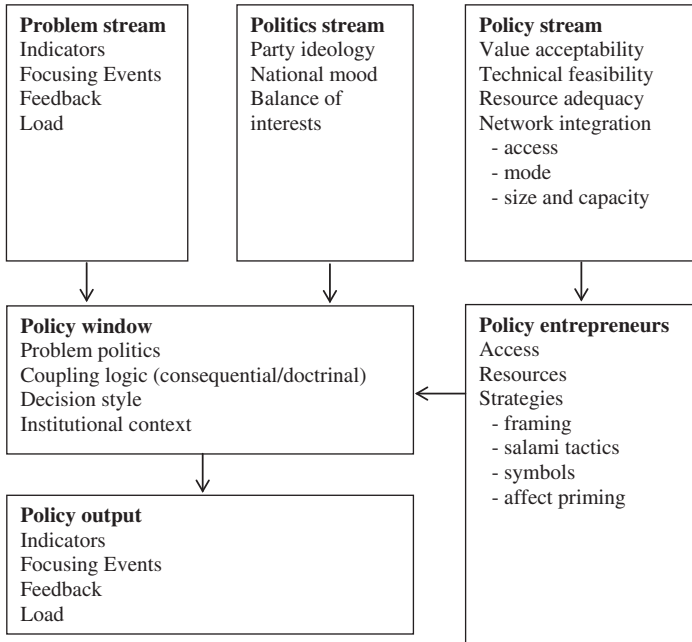 Problem stream
Indicators
Focusing Events
Feedback
Load
Politics stream
Party ideology
National mood
Balance of
interests
Policy stream
Value acceptability
Technical feasibility
Resource adequacy
Network integration
- access
- mode
- size and capacity
Policy window
Problem politics
Coupling logic (consequential/doctrinal)
Decision style
Institutional context
Policy entrepreneurs
Access
Resources
Strategies
- framing
- salami tactics
- symbols
- affect priming
Policy output
Indicators
Focusing Events
Feedback
Load